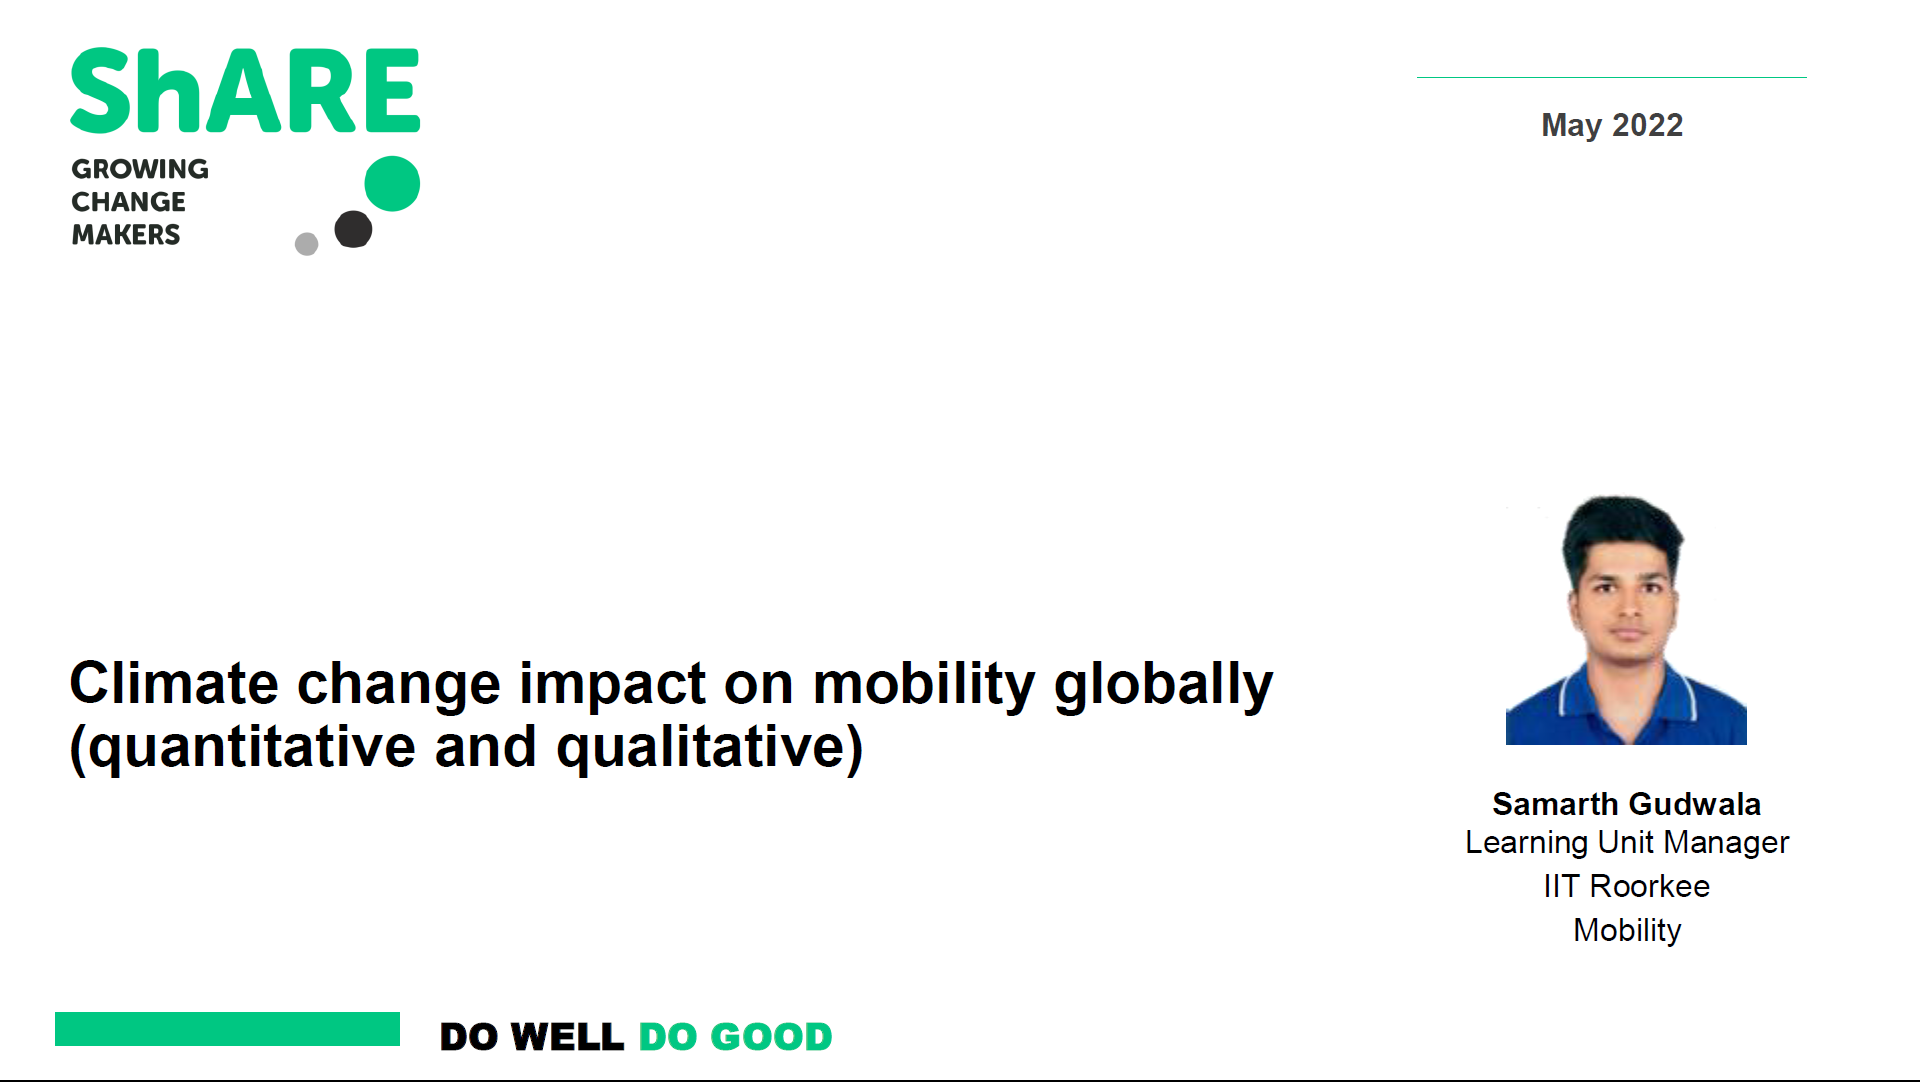 ShARE
GROWING
CHANGE
MAKERS
May 2022
Climate change impact on mobility globally
(quantitative and qualitative)
Samarth Gudwala
Learning Unit Manager
IIT Roorkee
Mobility
DO WELL DO GOOD